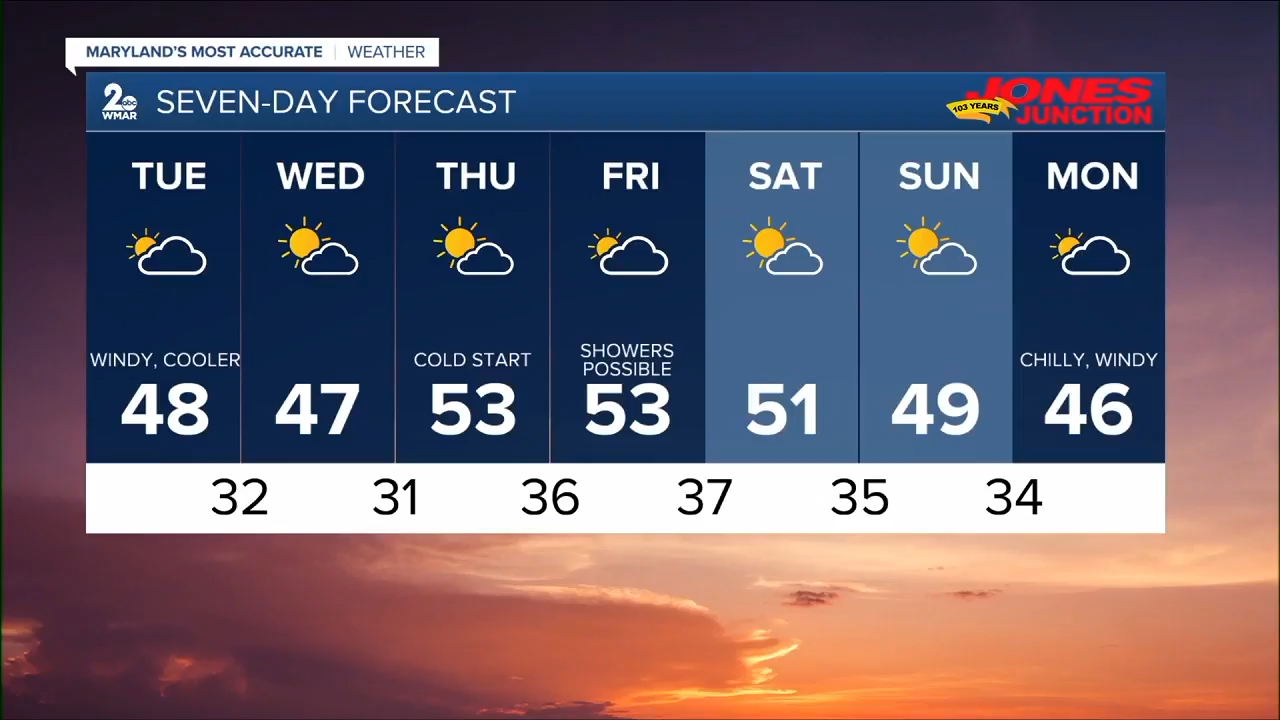 MARYLAND'S MOST ACCURATE | WEATHER
2 abc
WMAR
SEVEN-DAY FORECAST
103 YEARS
JONES
JUNCTION
TUE WED THU FRI SAT SUN MON
WINDY, COOLER COLD START SHOWERS POSSIBLE CHILLY, WINDY
48 47 53 53 51 49 46
32 31 36 37 35 34